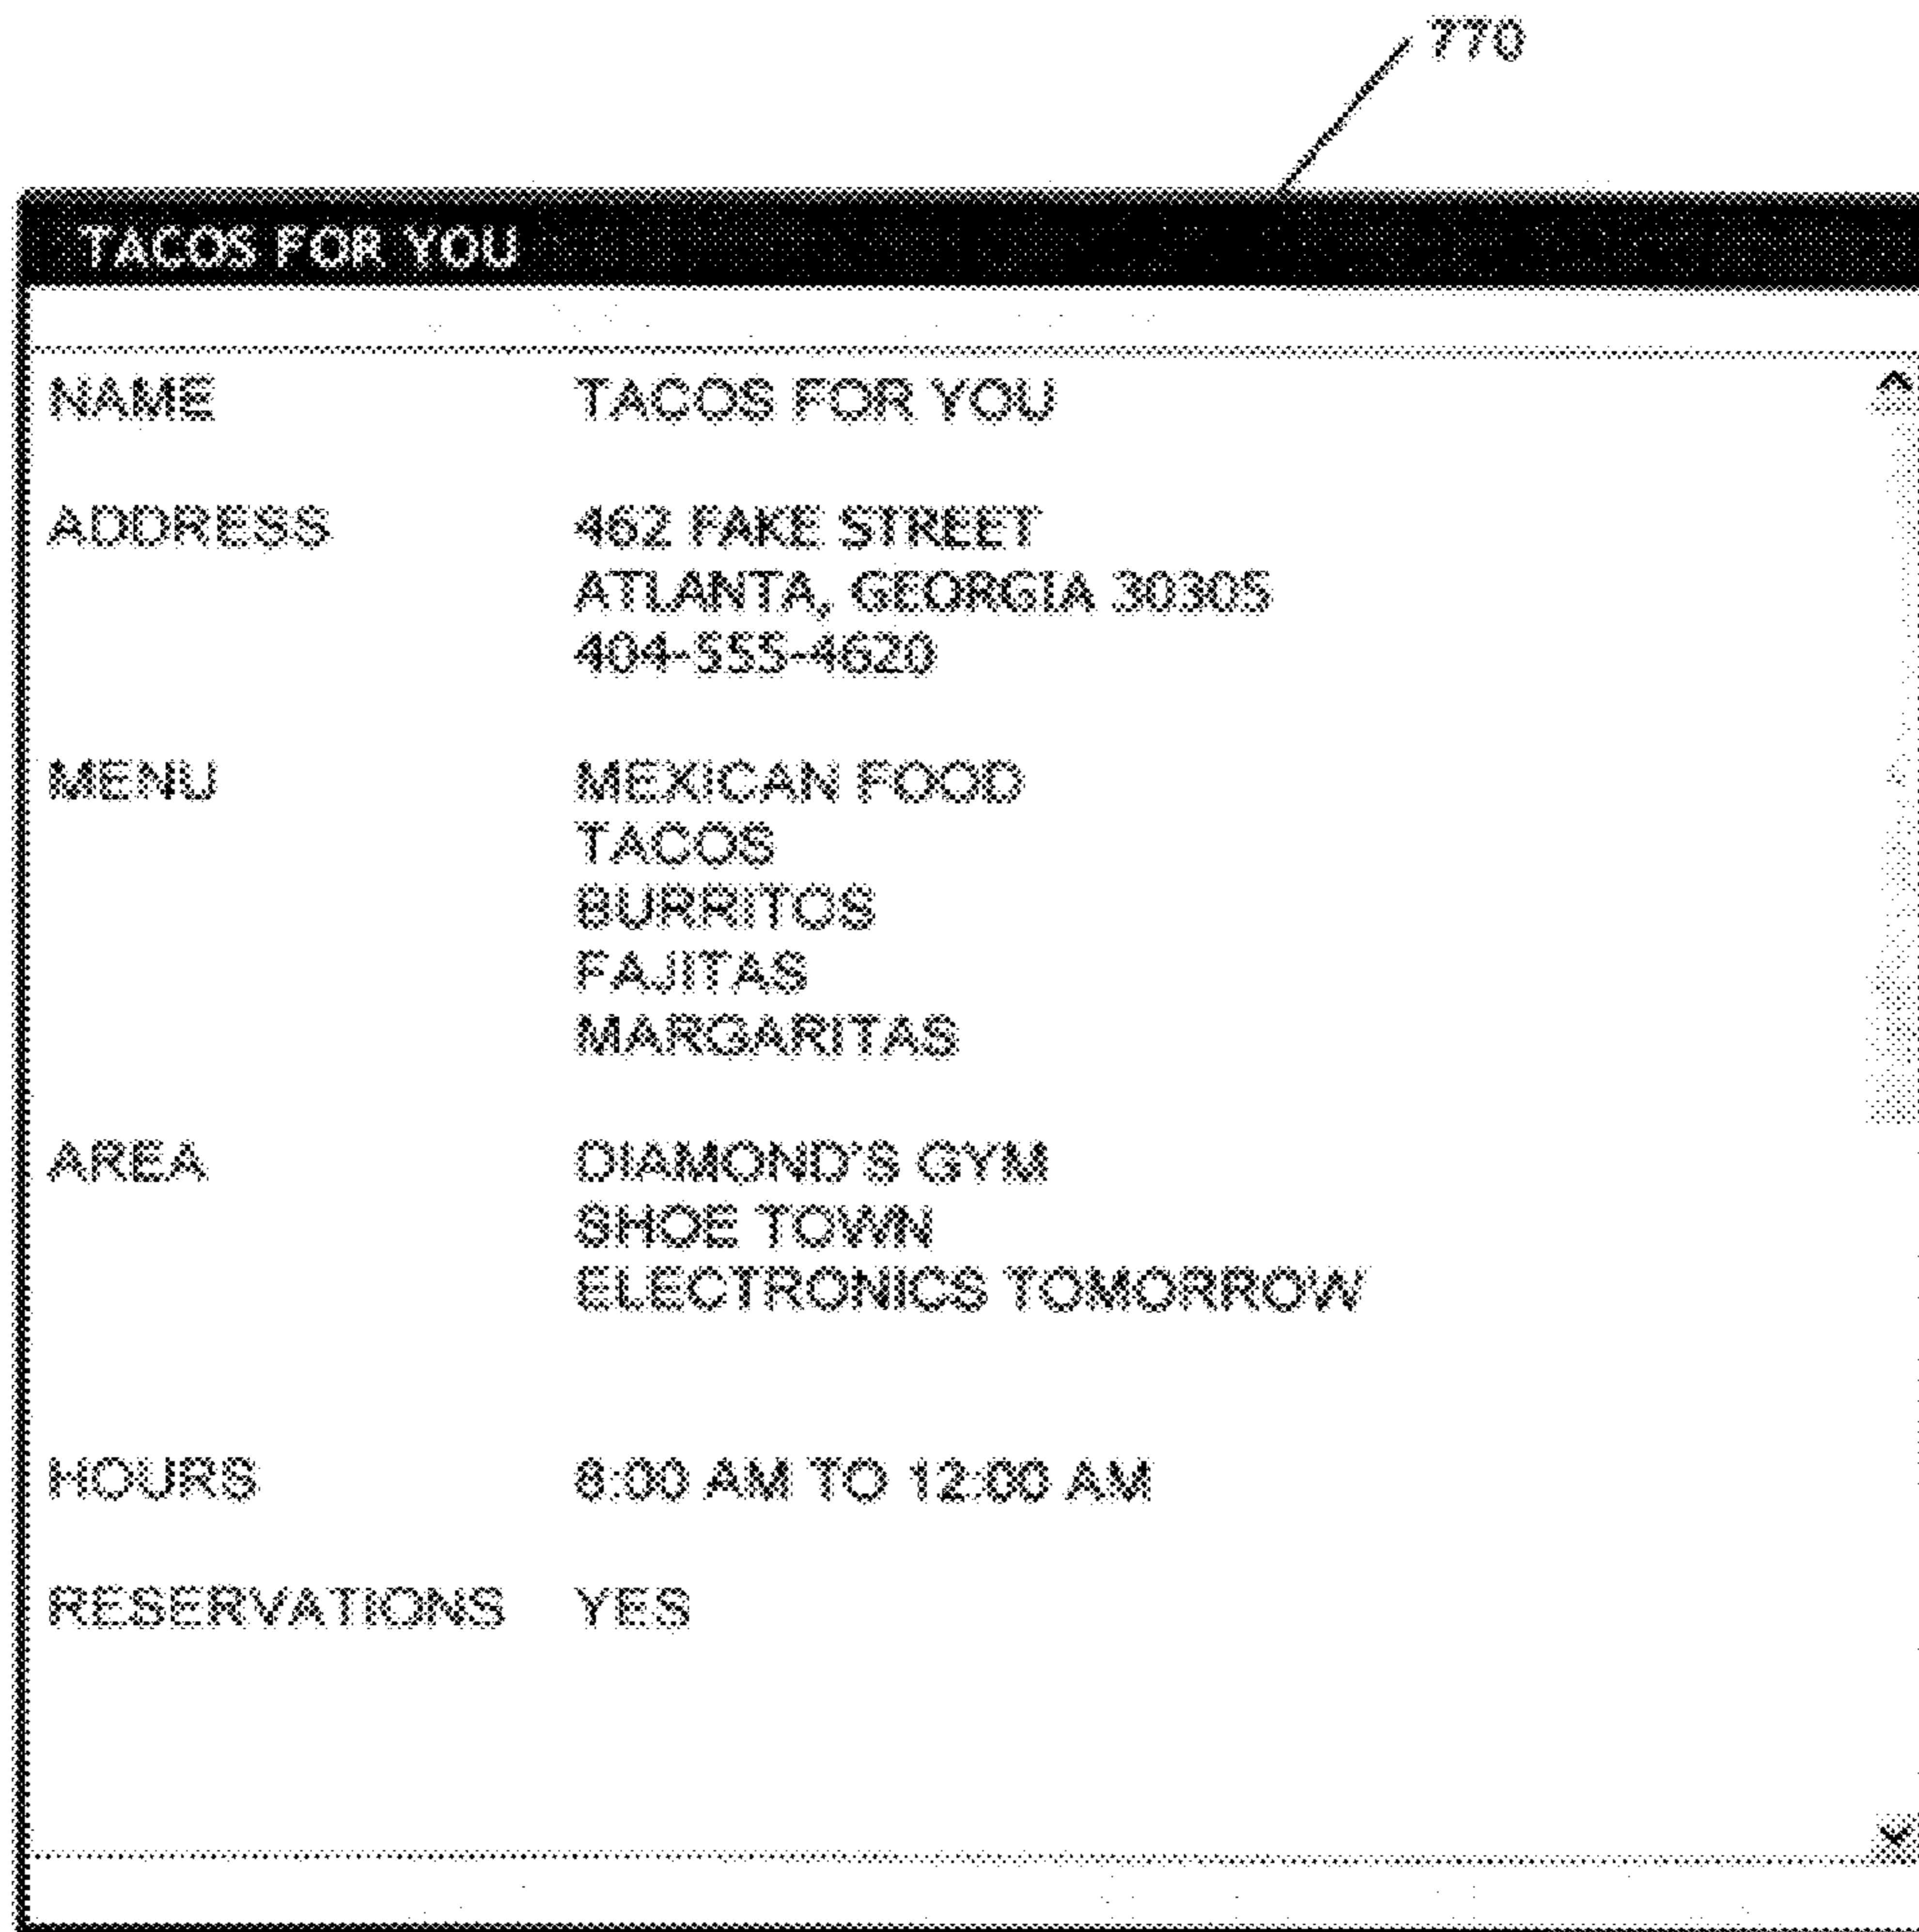 770
TACOS FOR YOU
NAME TACOS FOR YOU
ADDRESS 462 FAKE STREET
ATLANTA, GEORGIA 30305
404-555-4620
MENU MEXICAN FOOD
TACOS
BURRITOS
FAJITAS
MARGARITAS
AREA DIAMOND'S GYM
SHOE TOWN
ELECTRONICS TOMORROW
HOURS 8:00 AM TO 12:00 AM
RESERVATIONS YES